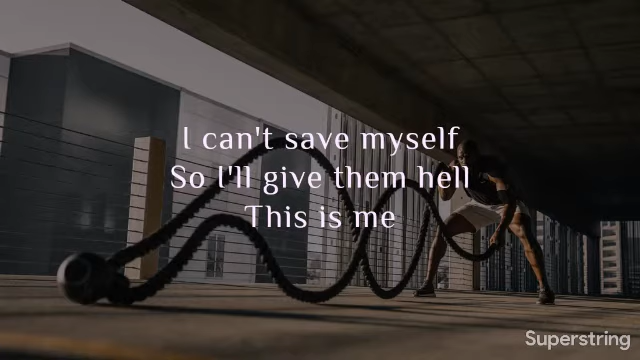 I can't save myself
So I'll give them hell
This is me
Superstring